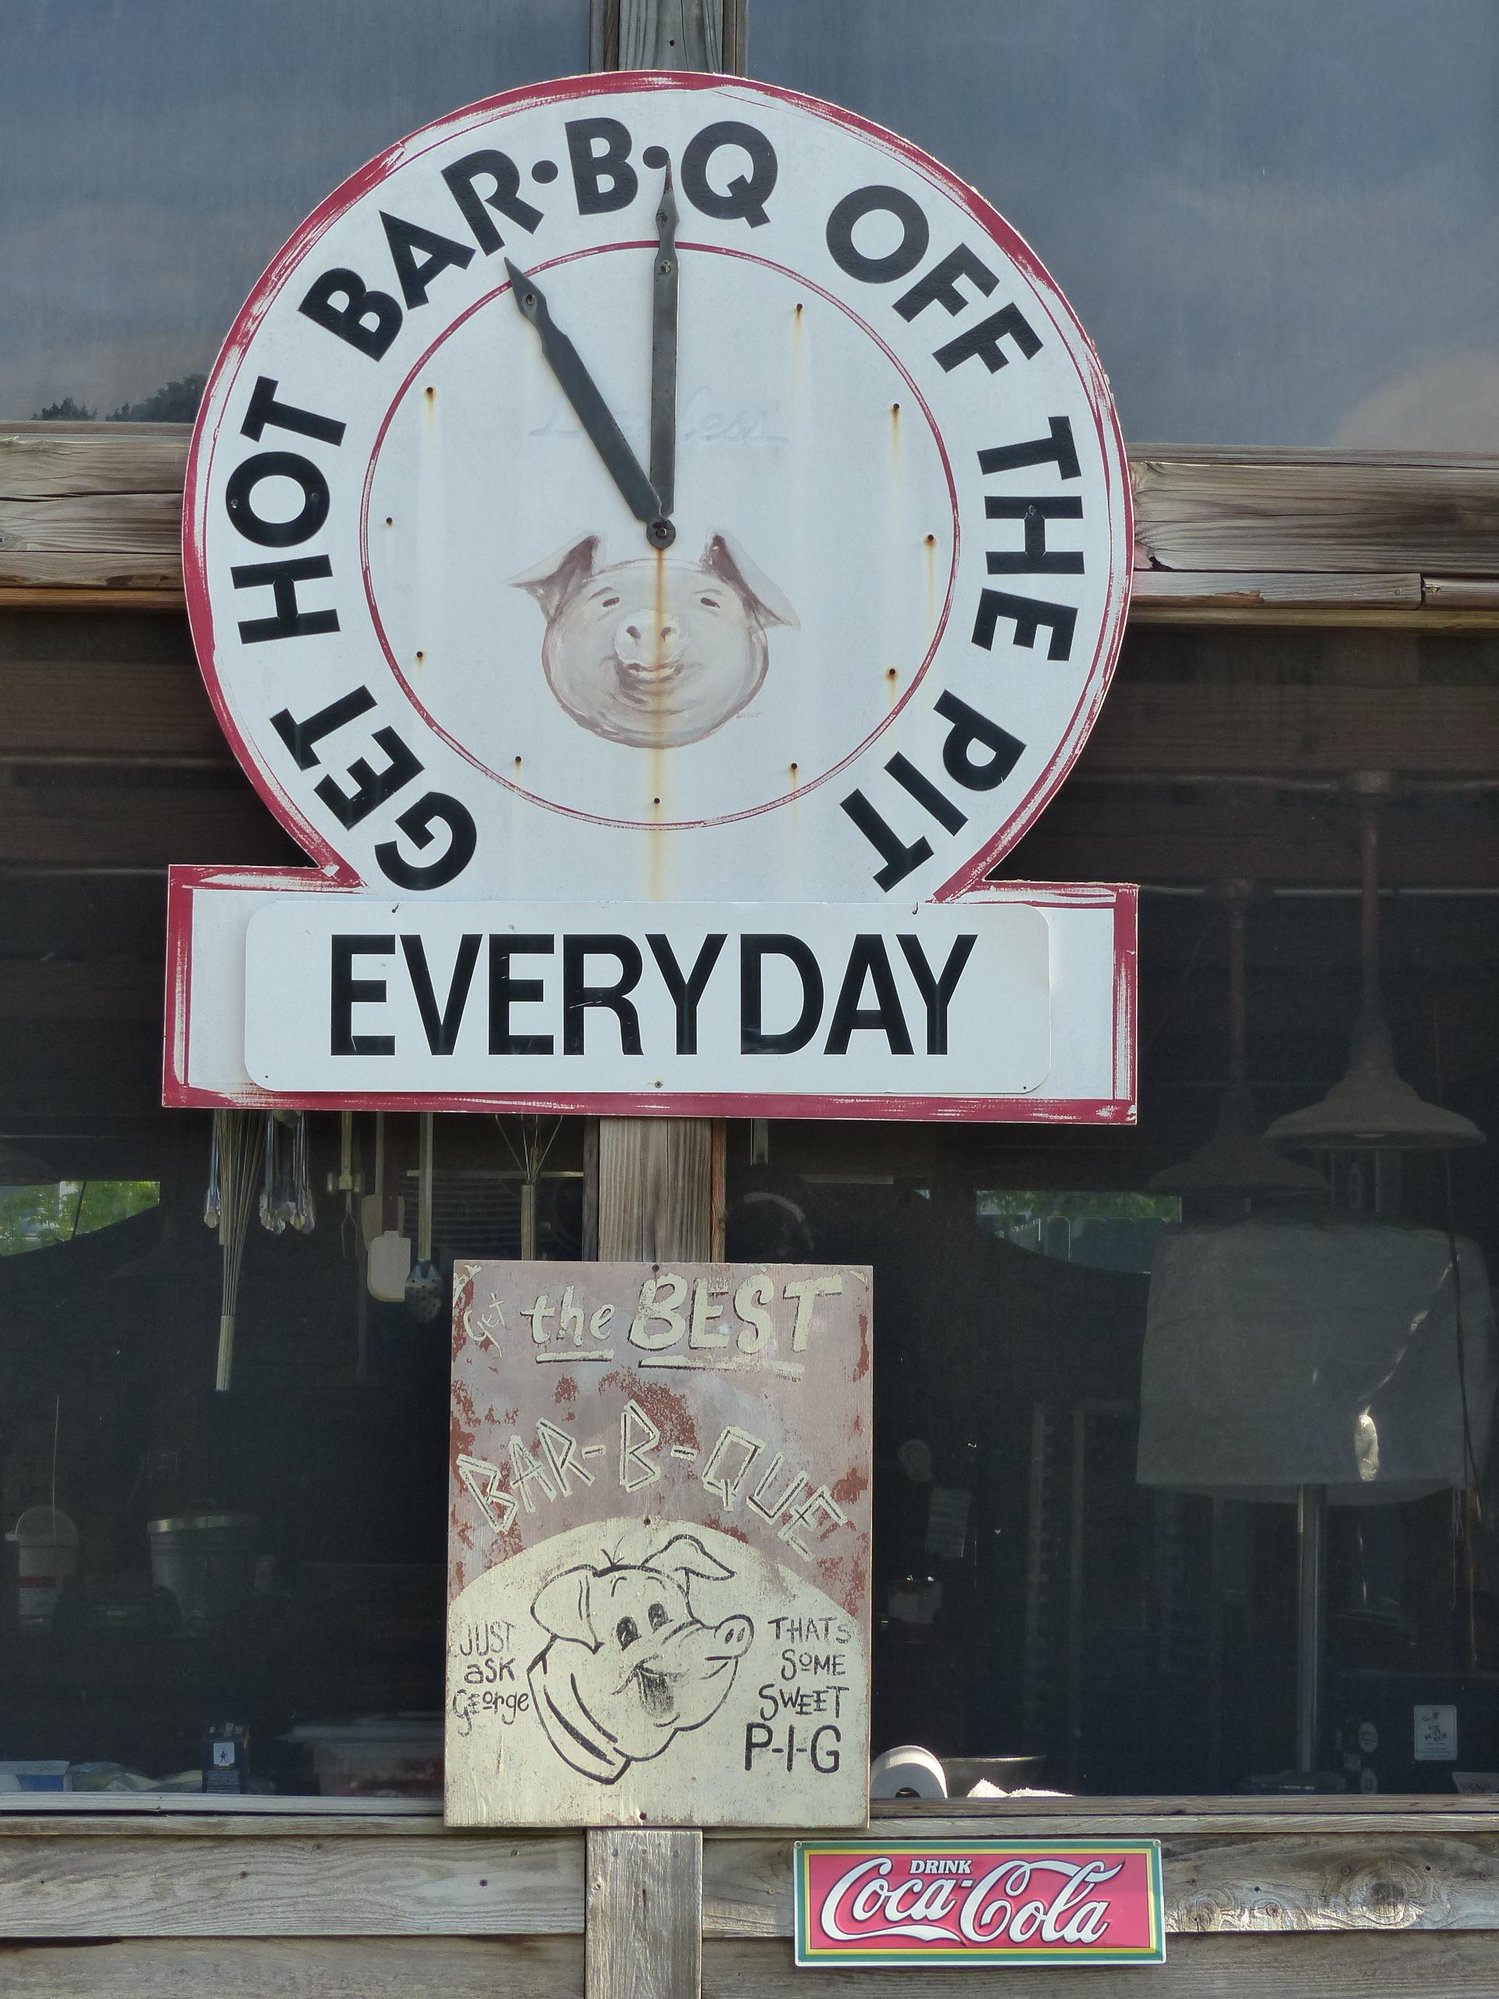 GET HOT BAR·B·Q OFF THE PIT
EVERYDAY
Get the BEST
BAR-B-QUE
JUST
asK
GEorge
THATS
SOME
SWEET
P-I-G
DRINK
Coca-Cola